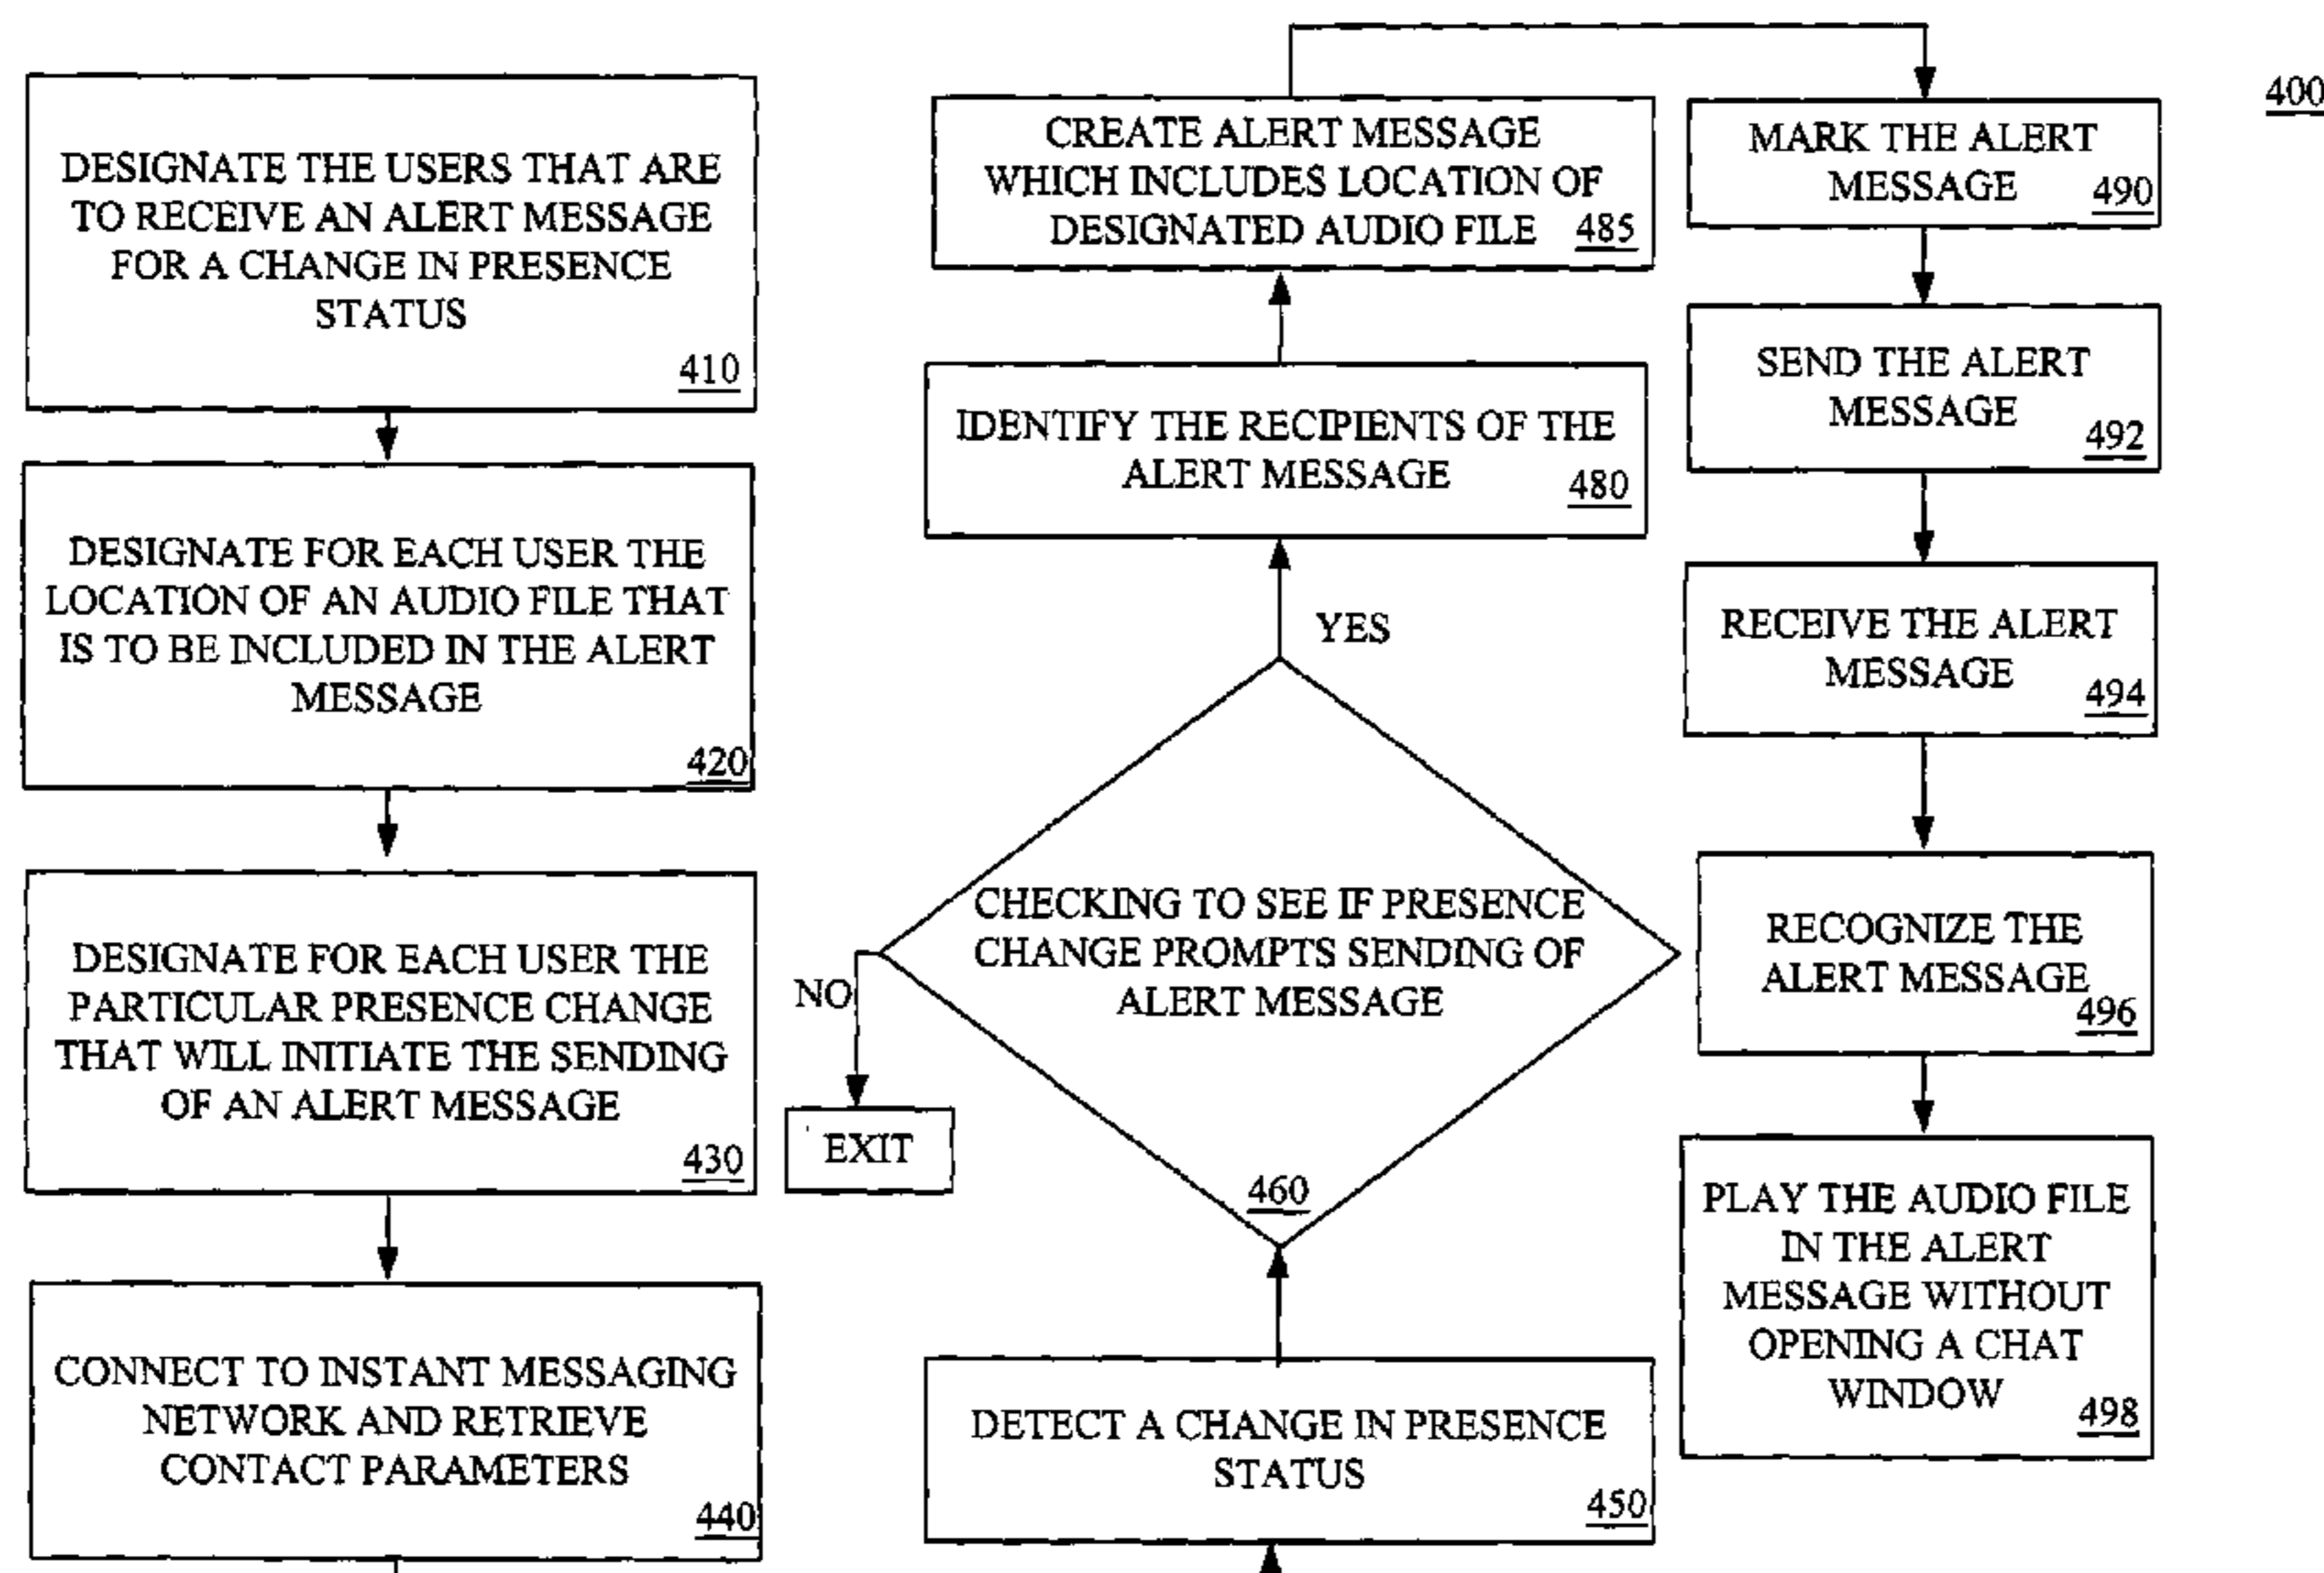 400
DESIGNATE THE USERS THAT ARE
TO RECEIVE AN ALERT MESSAGE
FOR A CHANGE IN PRESENCE
STATUS
410
DESIGNATE FOR EACH USER THE
LOCATION OF AN AUDIO FILE THAT
IS TO BE INCLUDED IN THE ALERT
MESSAGE
420
DESIGNATE FOR EACH USER THE
PARTICULAR PRESENCE CHANGE
THAT WILL INITIATE THE SENDING
OF AN ALERT MESSAGE
430
CONNECT TO INSTANT MESSAGING
NETWORK AND RETRIEVE
CONTACT PARAMETERS
440
DETECT A CHANGE IN PRESENCE
STATUS
450
CHECKING TO SEE IF PRESENCE
CHANGE PROMPTS SENDING OF
ALERT MESSAGE
460
NO
EXIT
YES
IDENTIFY THE RECIPIENTS OF THE
ALERT MESSAGE
480
CREATE ALERT MESSAGE
WHICH INCLUDES LOCATION OF
DESIGNATED AUDIO FILE
485
MARK THE ALERT
MESSAGE
490
SEND THE ALERT
MESSAGE
492
RECEIVE THE ALERT
MESSAGE
494
RECOGNIZE THE
ALERT MESSAGE
496
PLAY THE AUDIO FILE
IN THE ALERT
MESSAGE WITHOUT
OPENING A CHAT
WINDOW
498